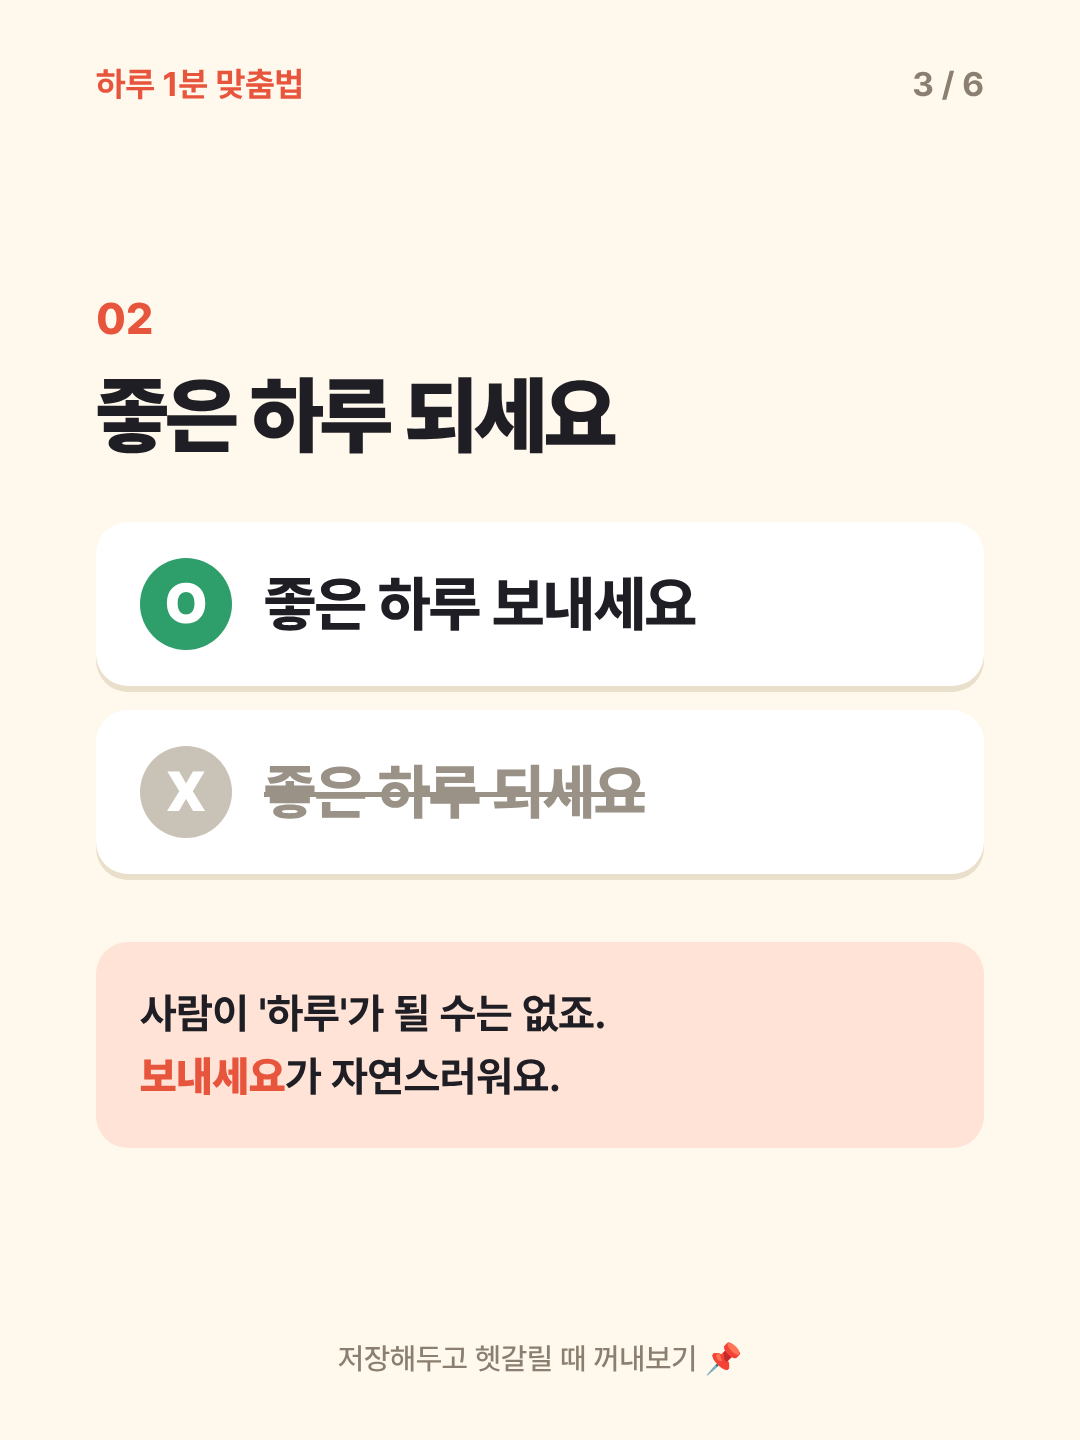 하루 1분 맞춤법
3 / 6
02
좋은 하루 되세요
O 좋은 하루 보내세요
X 좋은 하루 되세요
사람이 '하루'가 될 수는 없죠.
보내세요가 자연스러워요.
저장해두고 헷갈릴 때 꺼내보기 📌